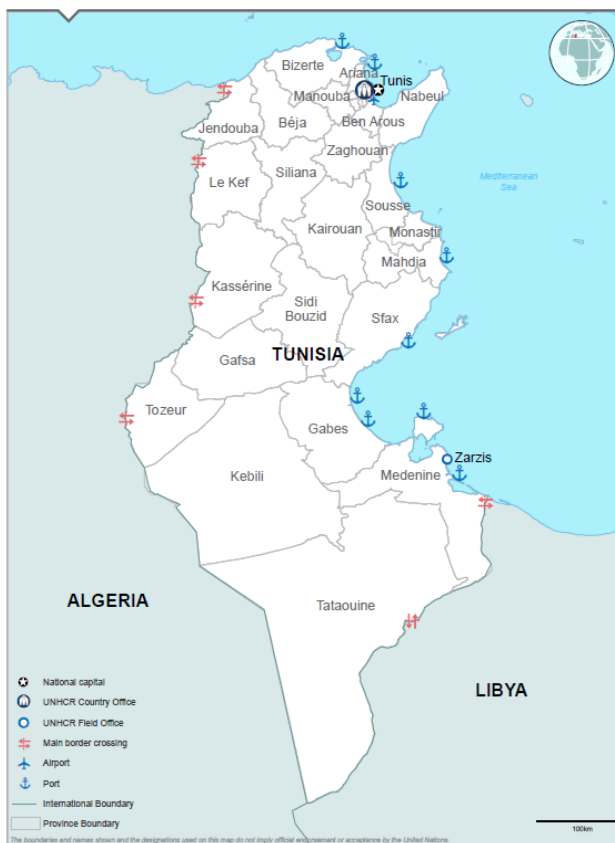 Bizerte
Ariana
Tunis
Manouba
Nabeul
Jendouba
Béja
Ben Arous
Zaghouan
Le Kef
Siliana
Mediterranean
Sea
Sousse
Kairouan
Monastir
Mahdia
Kassérine
Sidi
Bouzid
Sfax
TUNISIA
Gafsa
Tozeur
Gabes
Zarzis
Kebili
Medenine
ALGERIA
Tataouine
LIBYA
National capital
UNHCR Country Office
UNHCR Field Office
Main border crossing
Airport
Port
International Boundary
Province Boundary
100km
The boundaries and names shown and the designations used on this map do not imply official endorsement or acceptance by the United Nations.